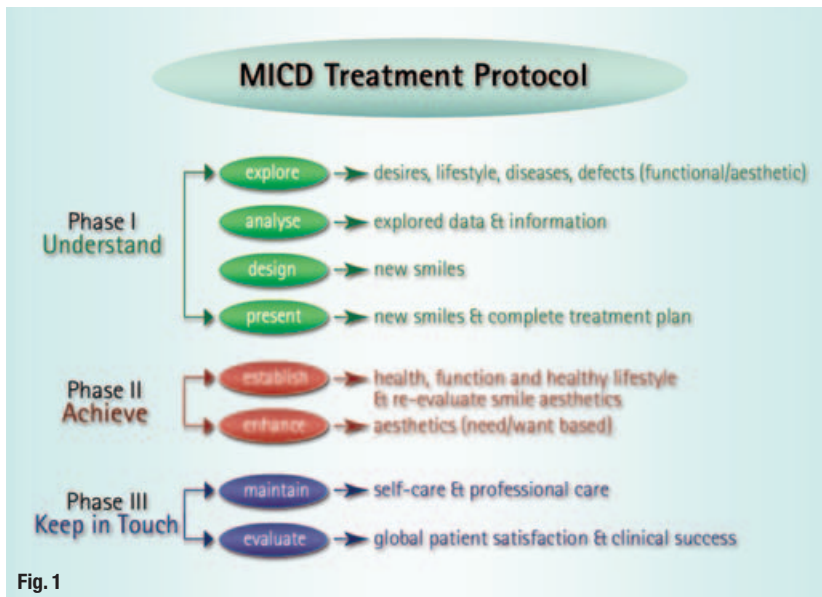 MICD Treatment Protocol
Phase I
Understand
explore
desires, lifestyle, diseases, defects (functional/aesthetic)
analyse
explored data & information
design
new smiles
present
new smiles & complete treatment plan
Phase II
Achieve
establish
health, function and healthy lifestyle
& re-evaluate smile aesthetics
enhance
aesthetics (need/want based)
Phase III
Keep in Touch
maintain
self-care & professional care
evaluate
global patient satisfaction & clinical success
Fig. 1